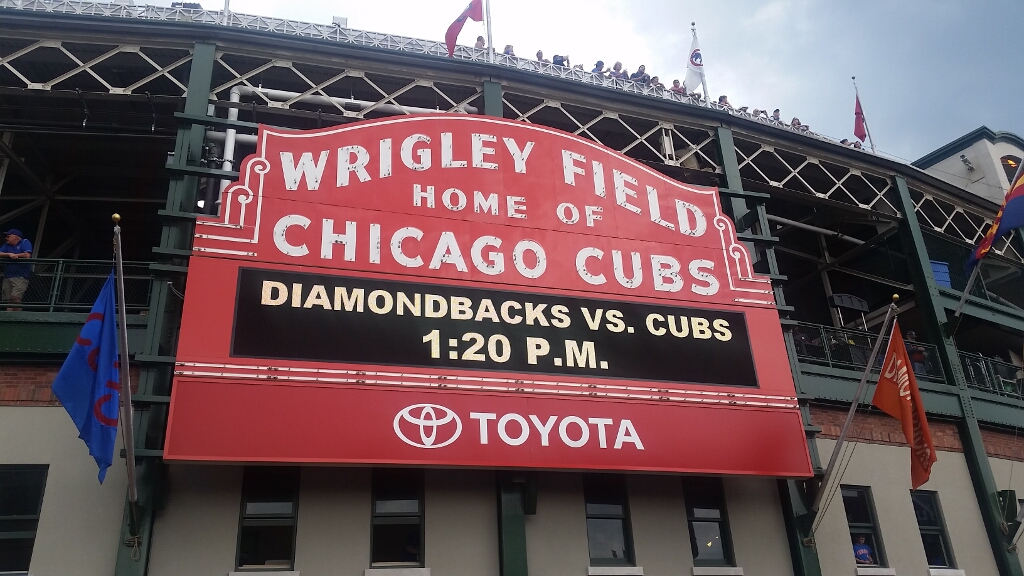 WRIGLEY FIELD
HOME OF
CHICAGO CUBS
DIAMONDBACKS VS. CUBS
1:20 P.M.
TOYOTA